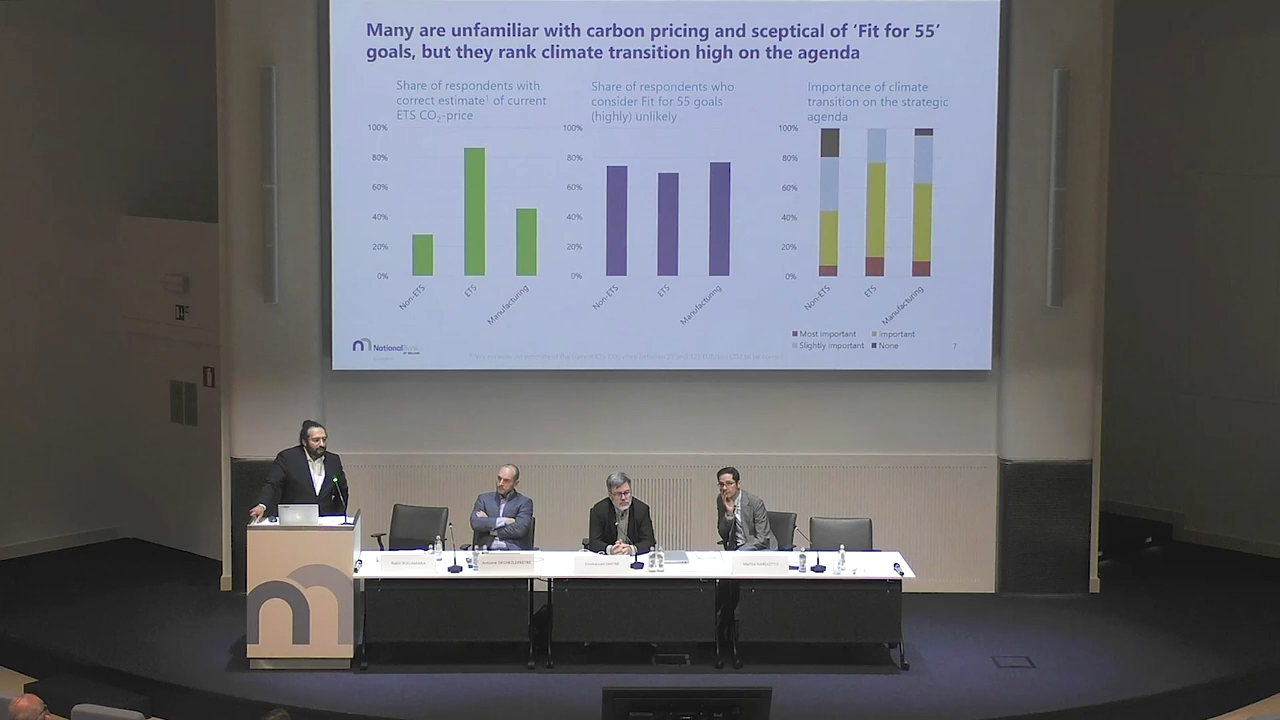 Many are unfamiliar with carbon pricing and sceptical of ‘Fit for 55’
goals, but they rank climate transition high on the agenda
Share of respondents with
correct estimate¹ of current
ETS CO₂-price
100%
80%
60%
40%
20%
0%
Non-ETS
ETS
Manufacturing
Share of respondents who
consider Fit for 55 goals
(highly) unlikely
100%
80%
60%
40%
20%
0%
Non-ETS
ETS
Manufacturing
Importance of climate
transition on the strategic
agenda
100%
80%
60%
40%
20%
0%
Non-ETS
ETS
Manufacturing
Most important
Important
Slightly important
None
NationalBank
OF BELGIUM
7